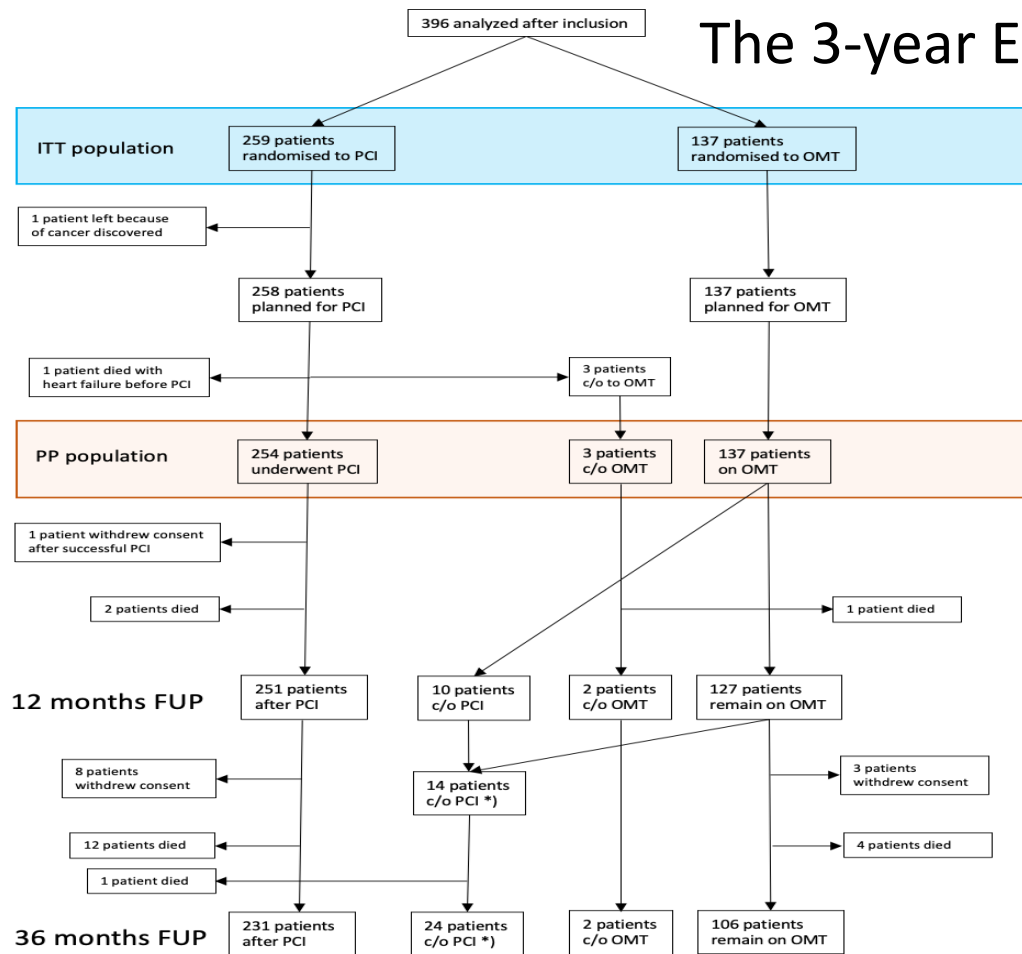 396 analyzed after inclusion
The 3-year E
ITT population
259 patients
randomised to PCI
137 patients
randomised to OMT
1 patient left because
of cancer discovered
258 patients
planned for PCI
137 patients
planned for OMT
1 patient died with
heart failure before PCI
3 patients
c/o to OMT
PP population
254 patients
underwent PCI
3 patients
c/o OMT
137 patients
on OMT
1 patient withdrew consent
after successful PCI
2 patients died
1 patient died
12 months FUP
251 patients
after PCI
10 patients
c/o PCI
2 patients
c/o OMT
127 patients
remain on OMT
8 patients
withdrew consent
14 patients
c/o PCI *)
3 patients
withdrew consent
12 patients died
4 patients died
1 patient died
36 months FUP
231 patients
after PCI
24 patients
c/o PCI *)
2 patients
c/o OMT
106 patients
remain on OMT